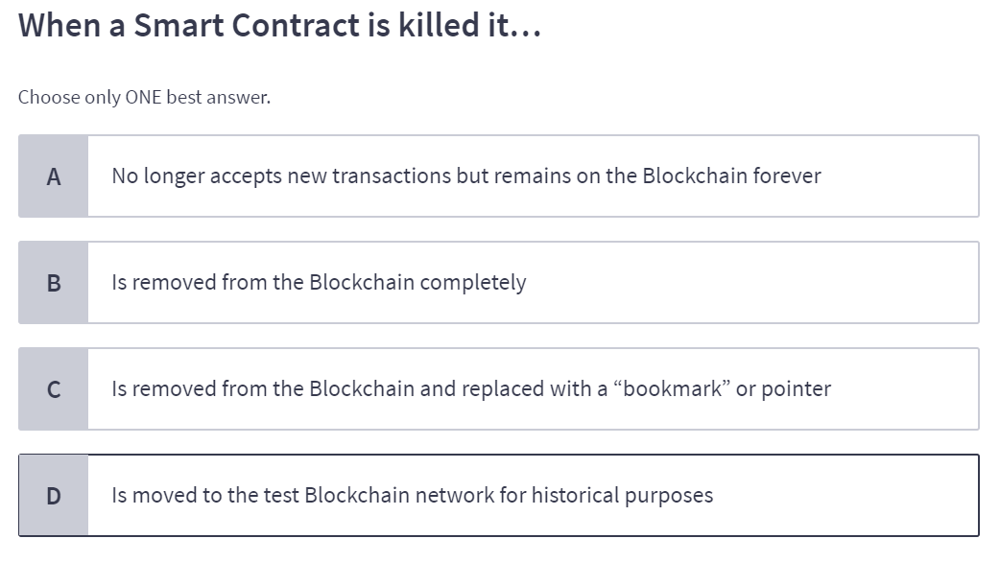 When a Smart Contract is killed it...
Choose only ONE best answer.
A No longer accepts new transactions but remains on the Blockchain forever
B Is removed from the Blockchain completely
C Is removed from the Blockchain and replaced with a “bookmark” or pointer
D Is moved to the test Blockchain network for historical purposes